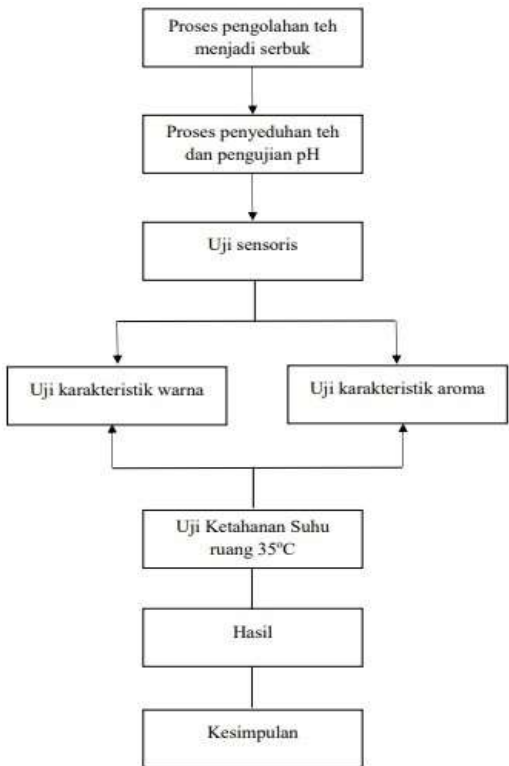 Proses pengolahan teh
menjadi serbuk
Proses penyeduhan teh
dan pengujian pH
Uji sensoris
Uji karakteristik warna
Uji karakteristik aroma
Uji Ketahanan Suhu
ruang 35°C
Hasil
Kesimpulan